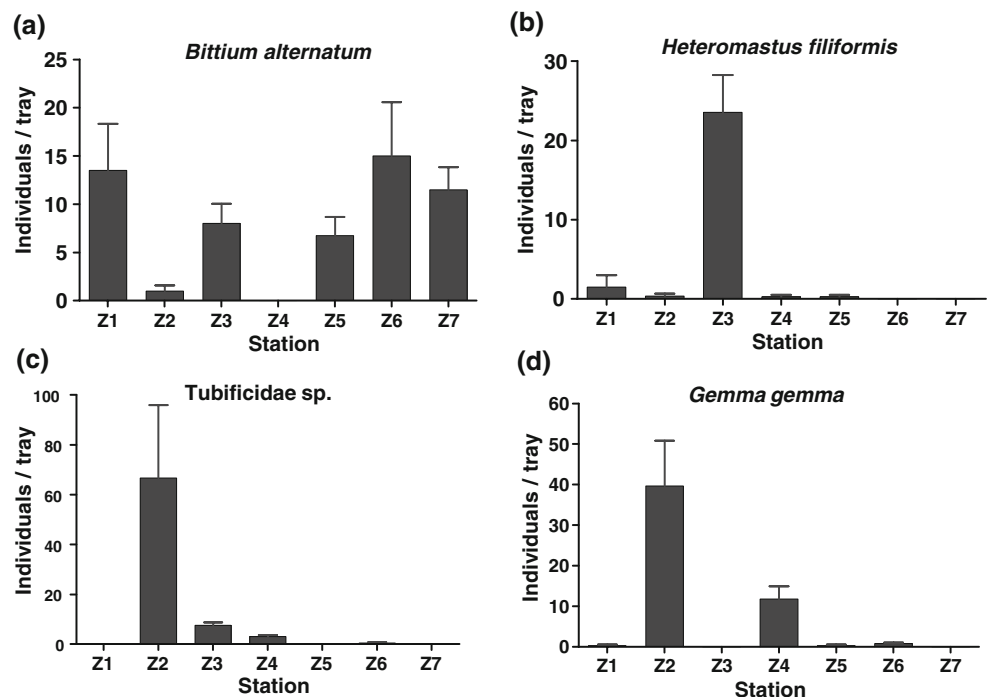 (a)
Bittium alternatum
Individuals / tray
25
20
15
10
5
0
Z1 Z2 Z3 Z4 Z5 Z6 Z7
Station
(b)
Heteromastus filiformis
Individuals / tray
30
20
10
0
Z1 Z2 Z3 Z4 Z5 Z6 Z7
Station
(c)
Tubificidae sp.
Individuals / tray
100
80
60
40
20
0
Z1 Z2 Z3 Z4 Z5 Z6 Z7
Station
(d)
Gemma gemma
Individuals / tray
60
50
40
30
20
10
0
Z1 Z2 Z3 Z4 Z5 Z6 Z7
Station